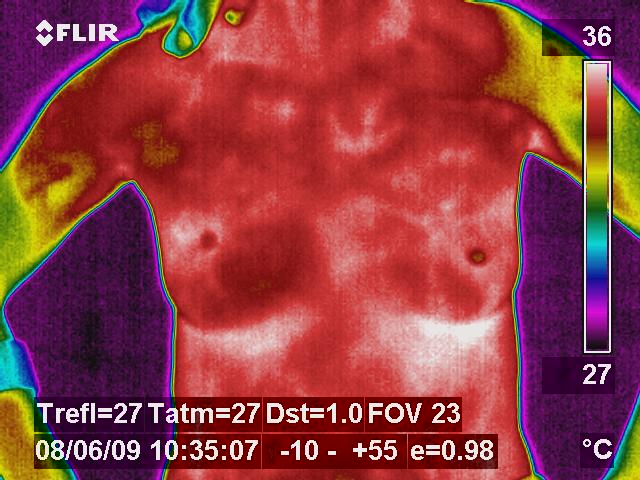 FLIR
36
27
°C
Trefl=27 Tatm=27 Dst=1.0 FOV 23
08/06/09 10:35:07 -10 - +55 e=0.98